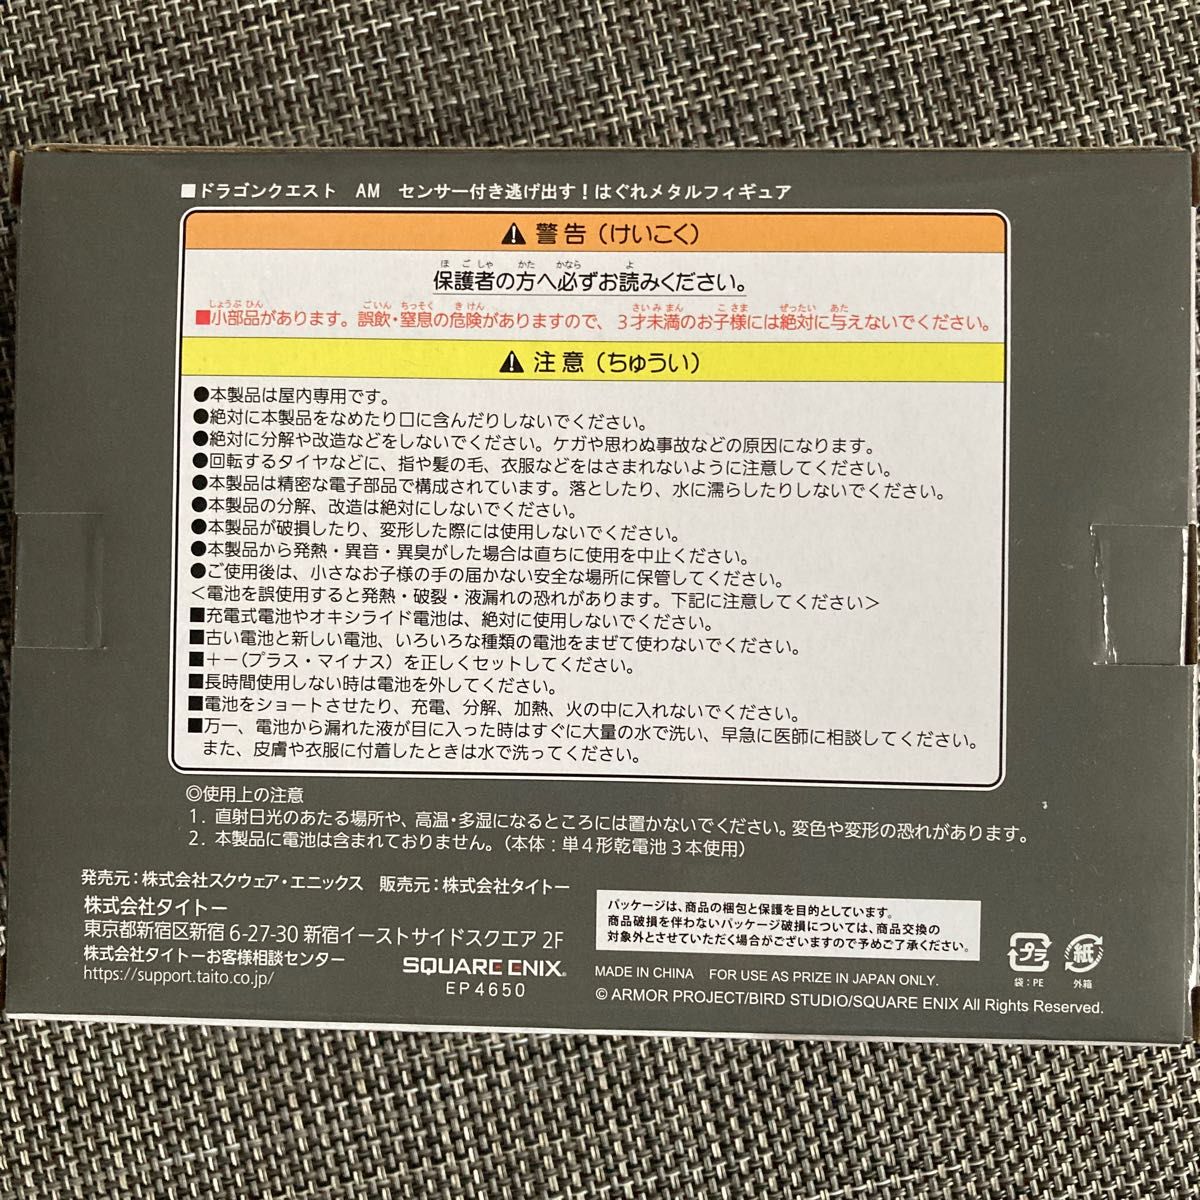 ■ドラゴンクエスト　AM　センサー付き逃げ出す！はぐれメタルフィギュア
⚠ 警告（けいこく）
ほ ご しゃ かた かなら よ
保護者の方へ必ずお読みください。
しょうぶ ひん ごいん ちっそく き けん さい み まん こ さま ぜったい あた
■小部品があります。誤飲・窒息の危険がありますので、３才未満のお子様には絶対に与えないでください。
⚠ 注意（ちゅうい）
●本製品は屋内専用です。
●絶対に本製品をなめたり口に含んだりしないでください。
●絶対に分解や改造などをしないでください。ケガや思わぬ事故などの原因になります。
●回転するタイヤなどに、指や髪の毛、衣服などをはさまれないように注意してください。
●本製品は精密な電子部品で構成されています。落としたり、水に濡らしたりしないでください。
●本製品の分解、改造は絶対にしないでください。
●本製品が破損したり、変形した際には使用しないでください。
●本製品から発熱・異音・異臭がした場合は直ちに使用を中止ください。
●ご使用後は、小さなお子様の手の届かない安全な場所に保管してください。
＜電池を誤使用すると発熱・破裂・液漏れの恐れがあります。下記に注意してください＞
■充電式電池やオキシライド電池は、絶対に使用しないでください。
■古い電池と新しい電池、いろいろな種類の電池をまぜて使わないでください。
■＋−（プラス・マイナス）を正しくセットしてください。
■長時間使用しない時は電池を外してください。
■電池をショートさせたり、充電、分解、加熱、火の中に入れないでください。
■万一、電池から漏れた液が目に入った時はすぐに大量の水で洗い、早急に医師に相談してください。
また、皮膚や衣服に付着したときは水で洗ってください。
◎使用上の注意
1. 直射日光のあたる場所や、高温・多湿になるところには置かないでください。変色や変形の恐れがあります。
2. 本製品に電池は含まれておりません。（本体：単４形乾電池３本使用）
発売元：株式会社スクウェア・エニックス　販売元：株式会社タイトー
株式会社タイトー
東京都新宿区新宿 6-27-30 新宿イーストサイドスクエア 2F
株式会社タイトーお客様相談センター
https://support.taito.co.jp/
SQUARE ENIX.
EP4650
パッケージは、商品の梱包と保護を目的としています。
商品破損を伴わないパッケージ破損については、商品交換の
対象外とさせていただく場合がございますので予めご了承ください。
MADE IN CHINA　FOR USE AS PRIZE IN JAPAN ONLY.
© ARMOR PROJECT/BIRD STUDIO/SQUARE ENIX All Rights Reserved.
プラ
袋：PE
紙
外箱